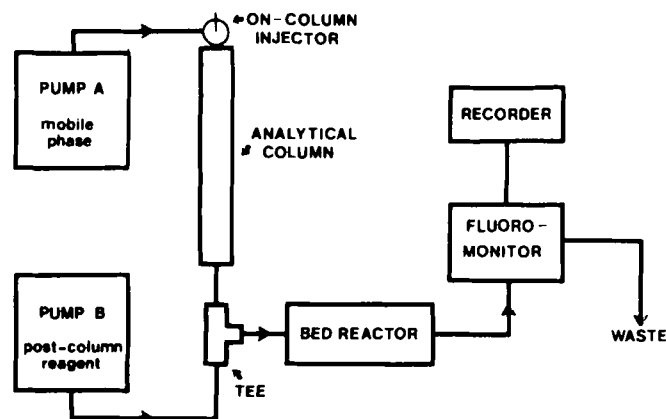 ON-COLUMN
INJECTOR
PUMP A
mobile
phase
ANALYTICAL
COLUMN
RECORDER
FLUORO-
MONITOR
PUMP B
post-column
reagent
BED REACTOR
WASTE
TEE